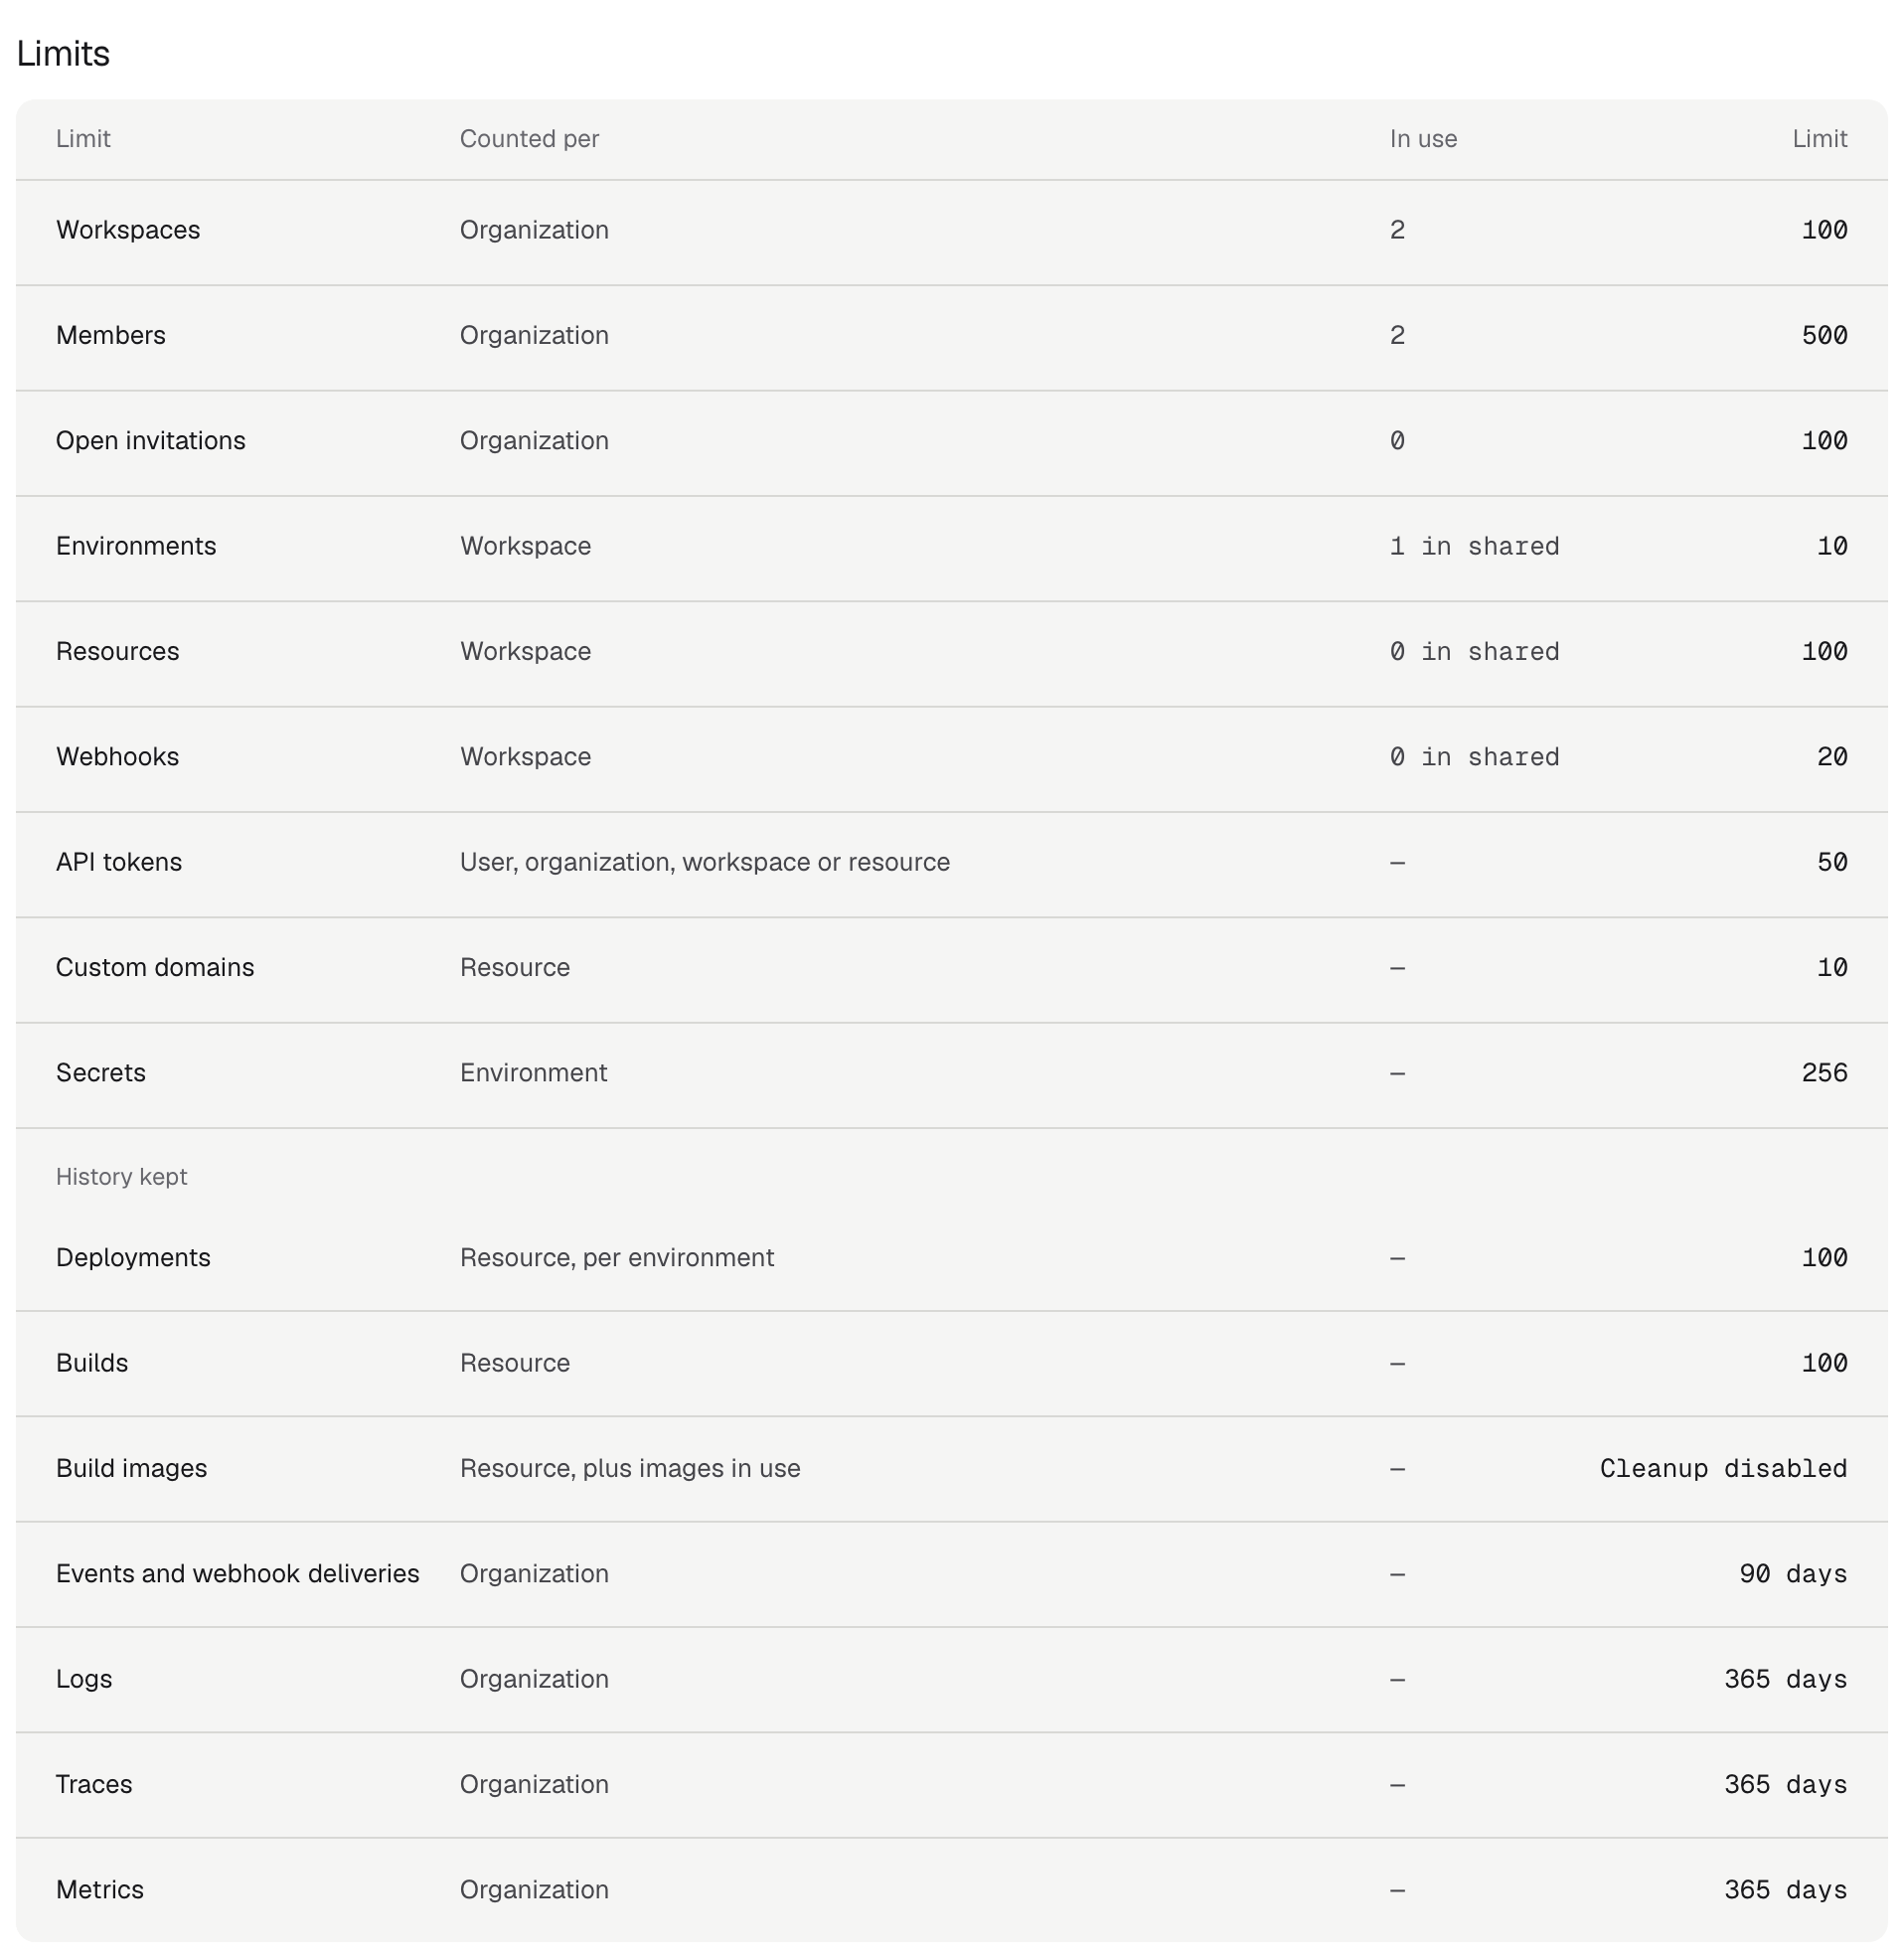 Limits
Limit Counted per In use Limit
Workspaces Organization 2 100
Members Organization 2 500
Open invitations Organization 0 100
Environments Workspace 1 in shared 10
Resources Workspace 0 in shared 100
Webhooks Workspace 0 in shared 20
API tokens User, organization, workspace or resource – 50
Custom domains Resource – 10
Secrets Environment – 256
History kept
Deployments Resource, per environment – 100
Builds Resource – 100
Build images Resource, plus images in use – Cleanup disabled
Events and webhook deliveries Organization – 90 days
Logs Organization – 365 days
Traces Organization – 365 days
Metrics Organization – 365 days